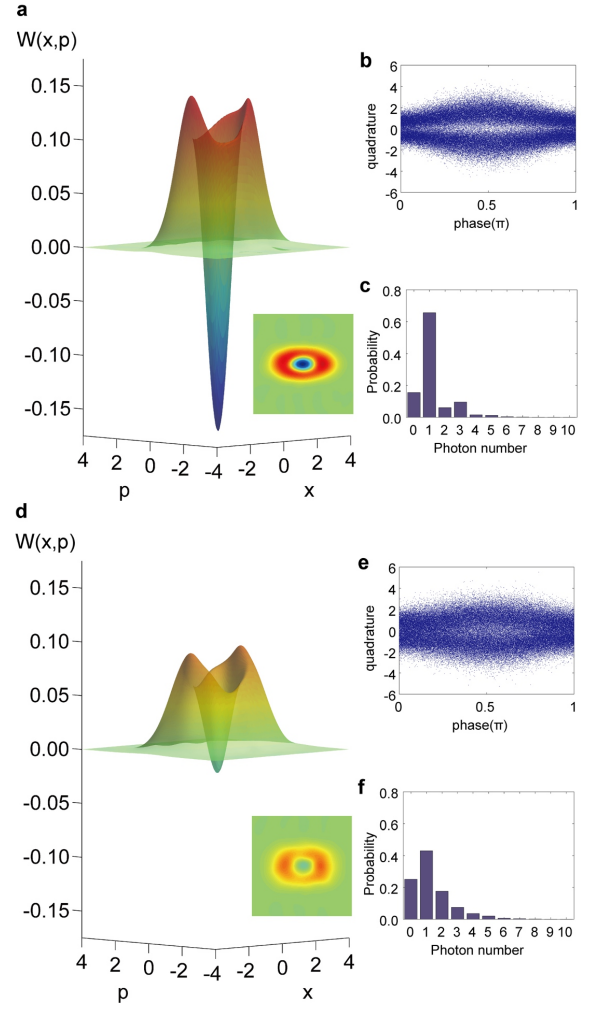 a
W(x,p)
0.15
0.10
0.05
0.00
-0.05
-0.10
-0.15
4 2 0 -2 -4 -2 0 2 4
p x
b
6
4
2
0
-2
-4
-6
quadrature
0 0.5 1
phase(π)
c
0.8
0.6
0.4
0.2
0.0
Probability
0 1 2 3 4 5 6 7 8 9 10
Photon number
d
W(x,p)
0.15
0.10
0.05
0.00
-0.05
-0.10
-0.15
4 2 0 -2 -4 -2 0 2 4
p x
e
6
4
2
0
-2
-4
-6
quadrature
0 0.5 1
phase(π)
f
0.8
0.6
0.4
0.2
0.0
Probability
0 1 2 3 4 5 6 7 8 9 10
Photon number